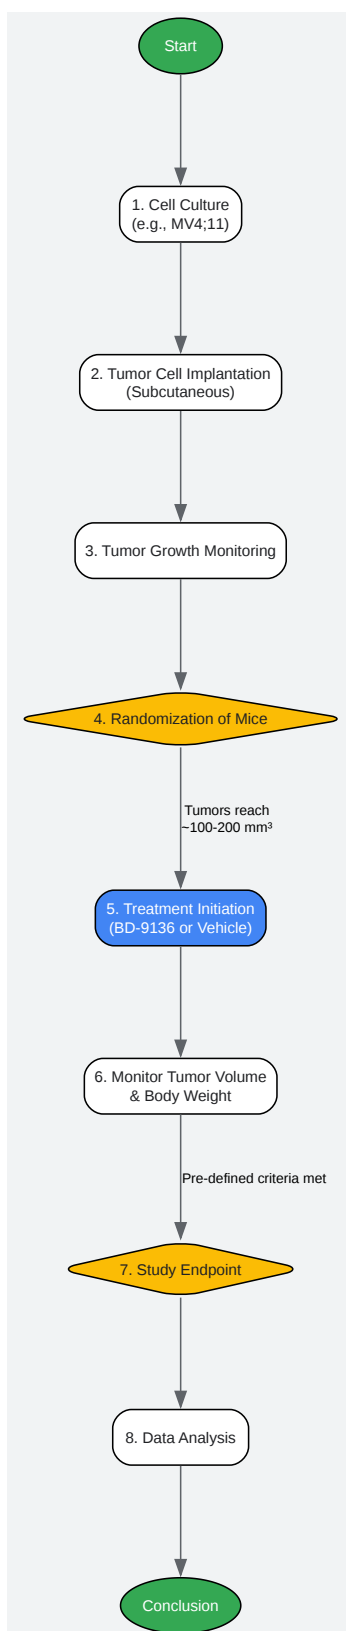 Start
1. Cell Culture
(e.g., MV4;11)
2. Tumor Cell Implantation
(Subcutaneous)
3. Tumor Growth Monitoring
4. Randomization of Mice
Tumors reach
~100-200 mm³
5. Treatment Initiation
(BD-9136 or Vehicle)
6. Monitor Tumor Volume
& Body Weight
Pre-defined criteria met
7. Study Endpoint
8. Data Analysis
Conclusion